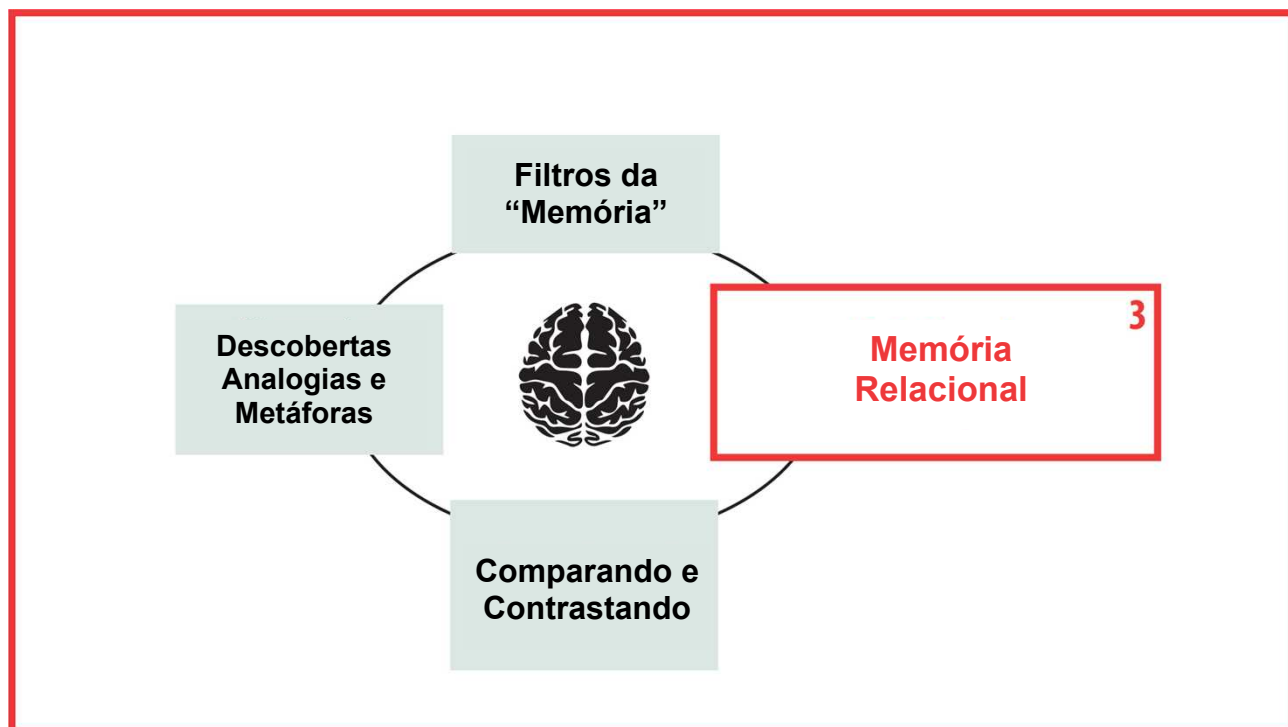 Filtros da
“Memória”
3
Memória
Relacional
Descobertas
Analogias e
Metáforas
Comparando e
Contrastando